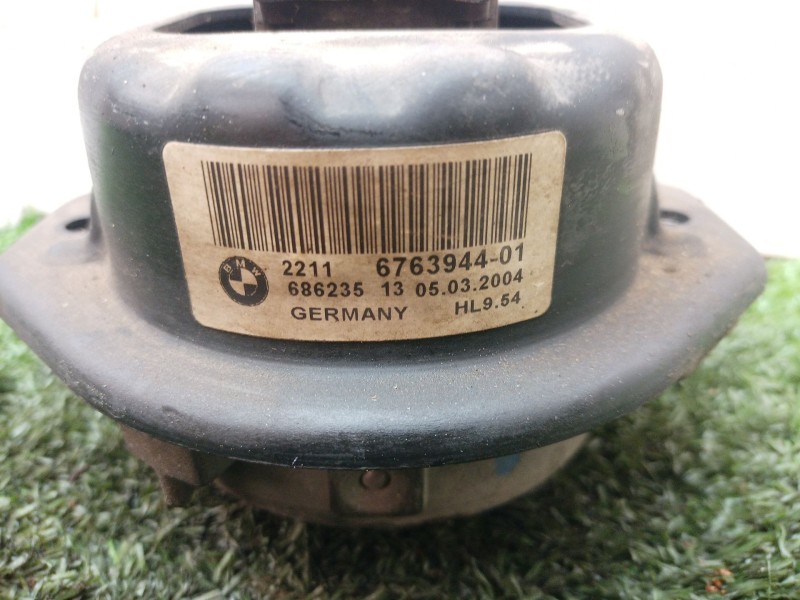 BMW
2211 6763944-01
686235 13 05.03.2004
GERMANY HL9.54